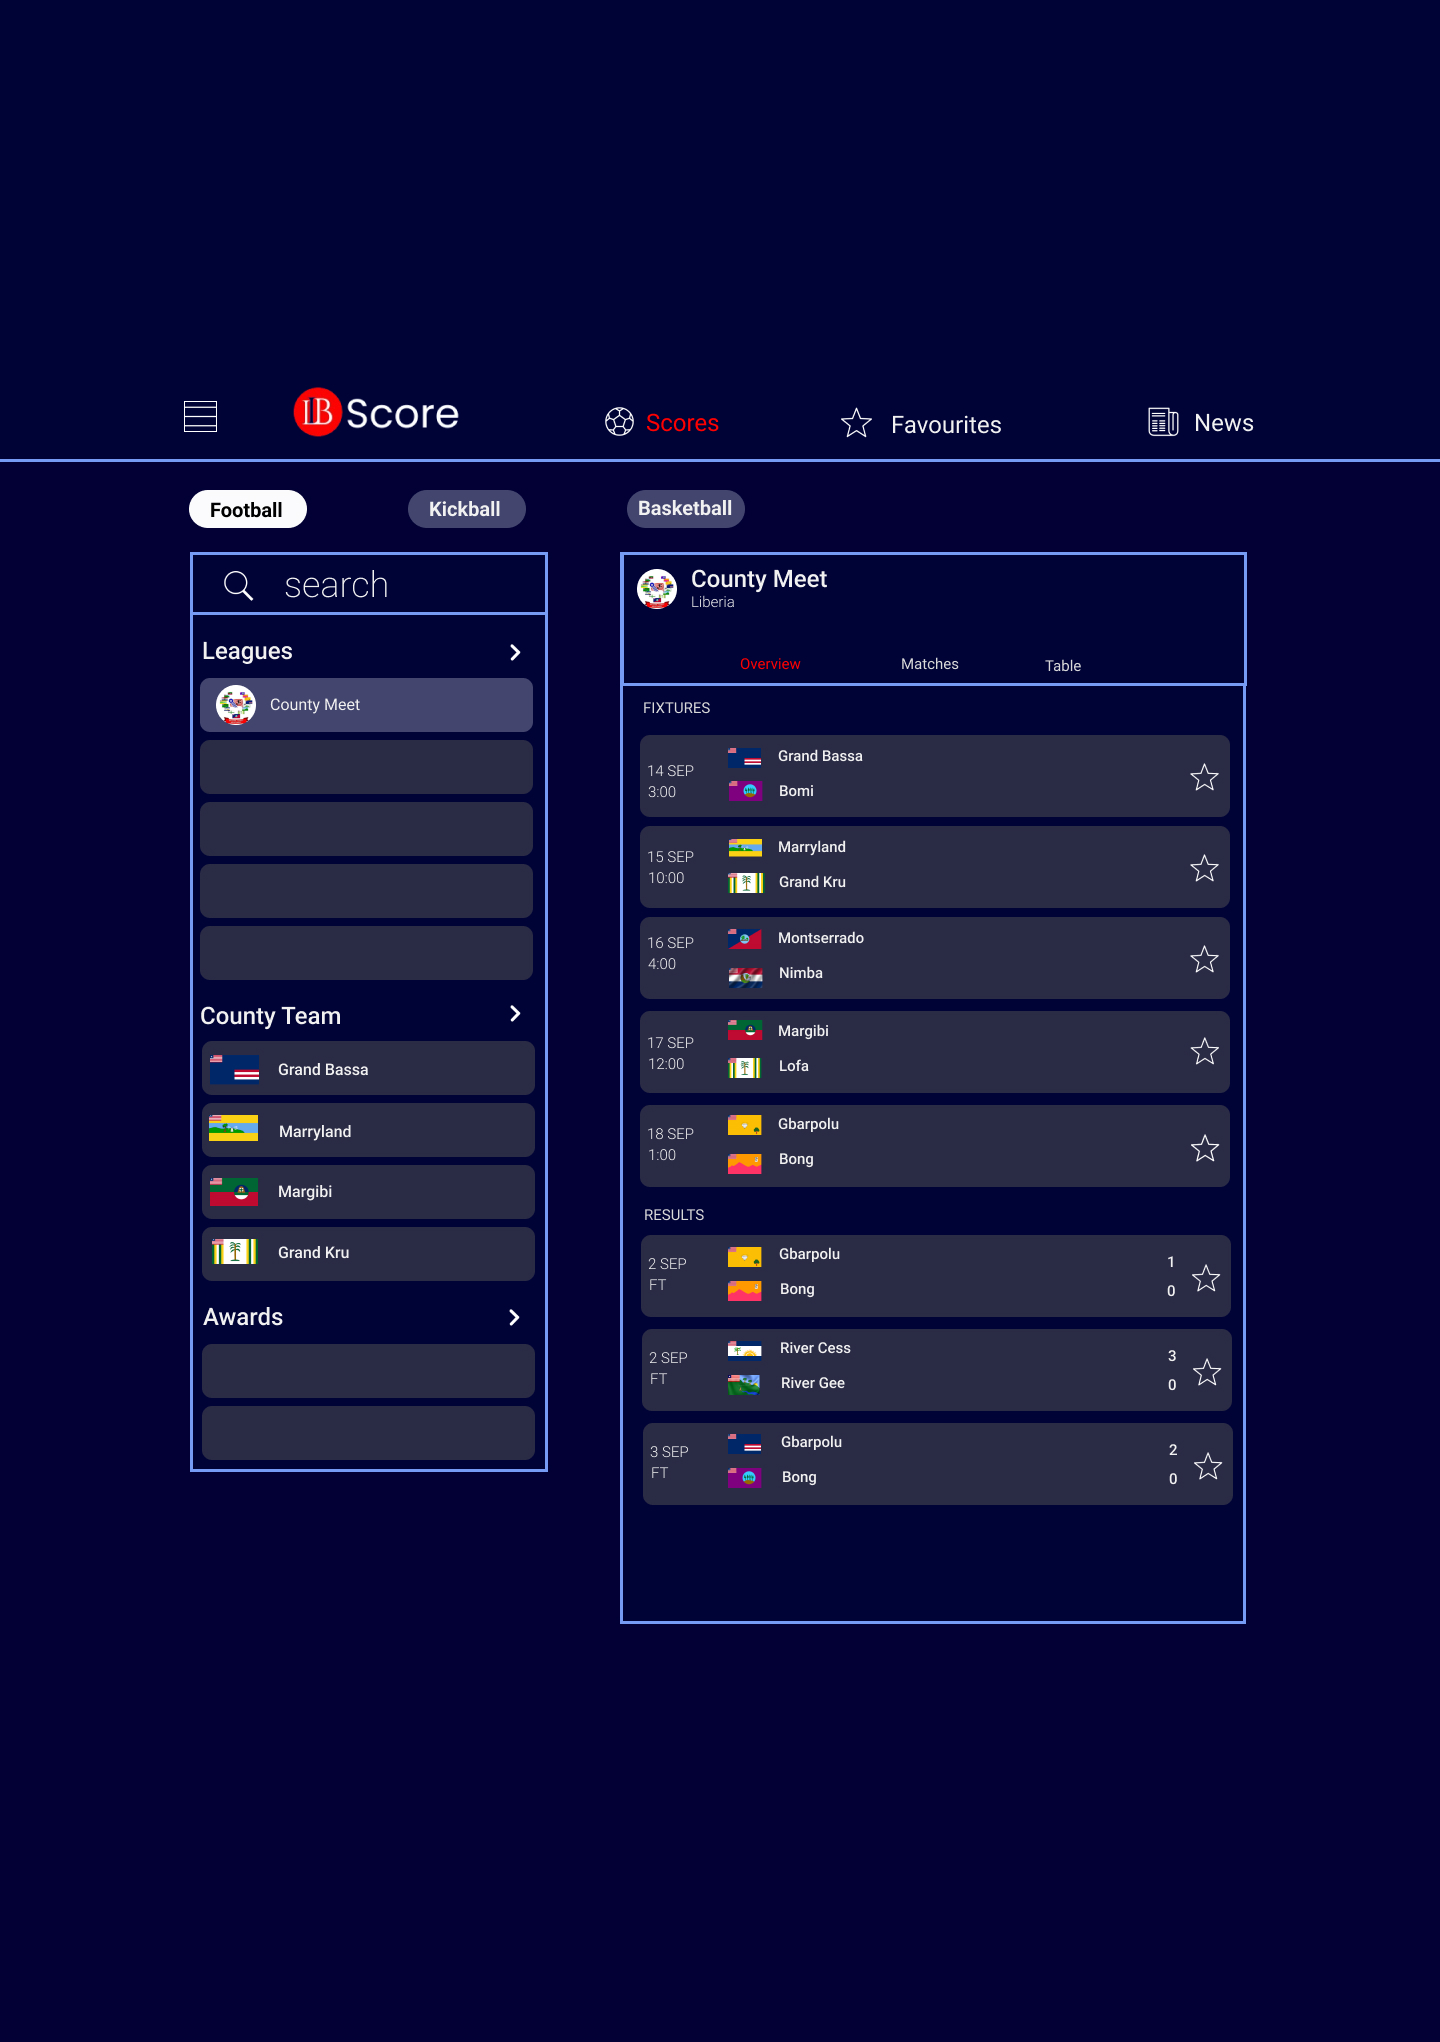 LB Score
Scores
Favourites
News
Football
Kickball
Basketball
search
Leagues
County Meet
County Team
Grand Bassa
Marryland
Margibi
Grand Kru
Awards
County Meet
Liberia
Overview
Matches
Table
FIXTURES
14 SEP
3:00
Grand Bassa
Bomi
15 SEP
10:00
Marryland
Grand Kru
16 SEP
4:00
Montserrado
Nimba
17 SEP
12:00
Margibi
Lofa
18 SEP
1:00
Gbarpolu
Bong
RESULTS
2 SEP
FT
Gbarpolu
1
Bong
0
2 SEP
FT
River Cess
3
River Gee
0
3 SEP
FT
Gbarpolu
2
Bong
0